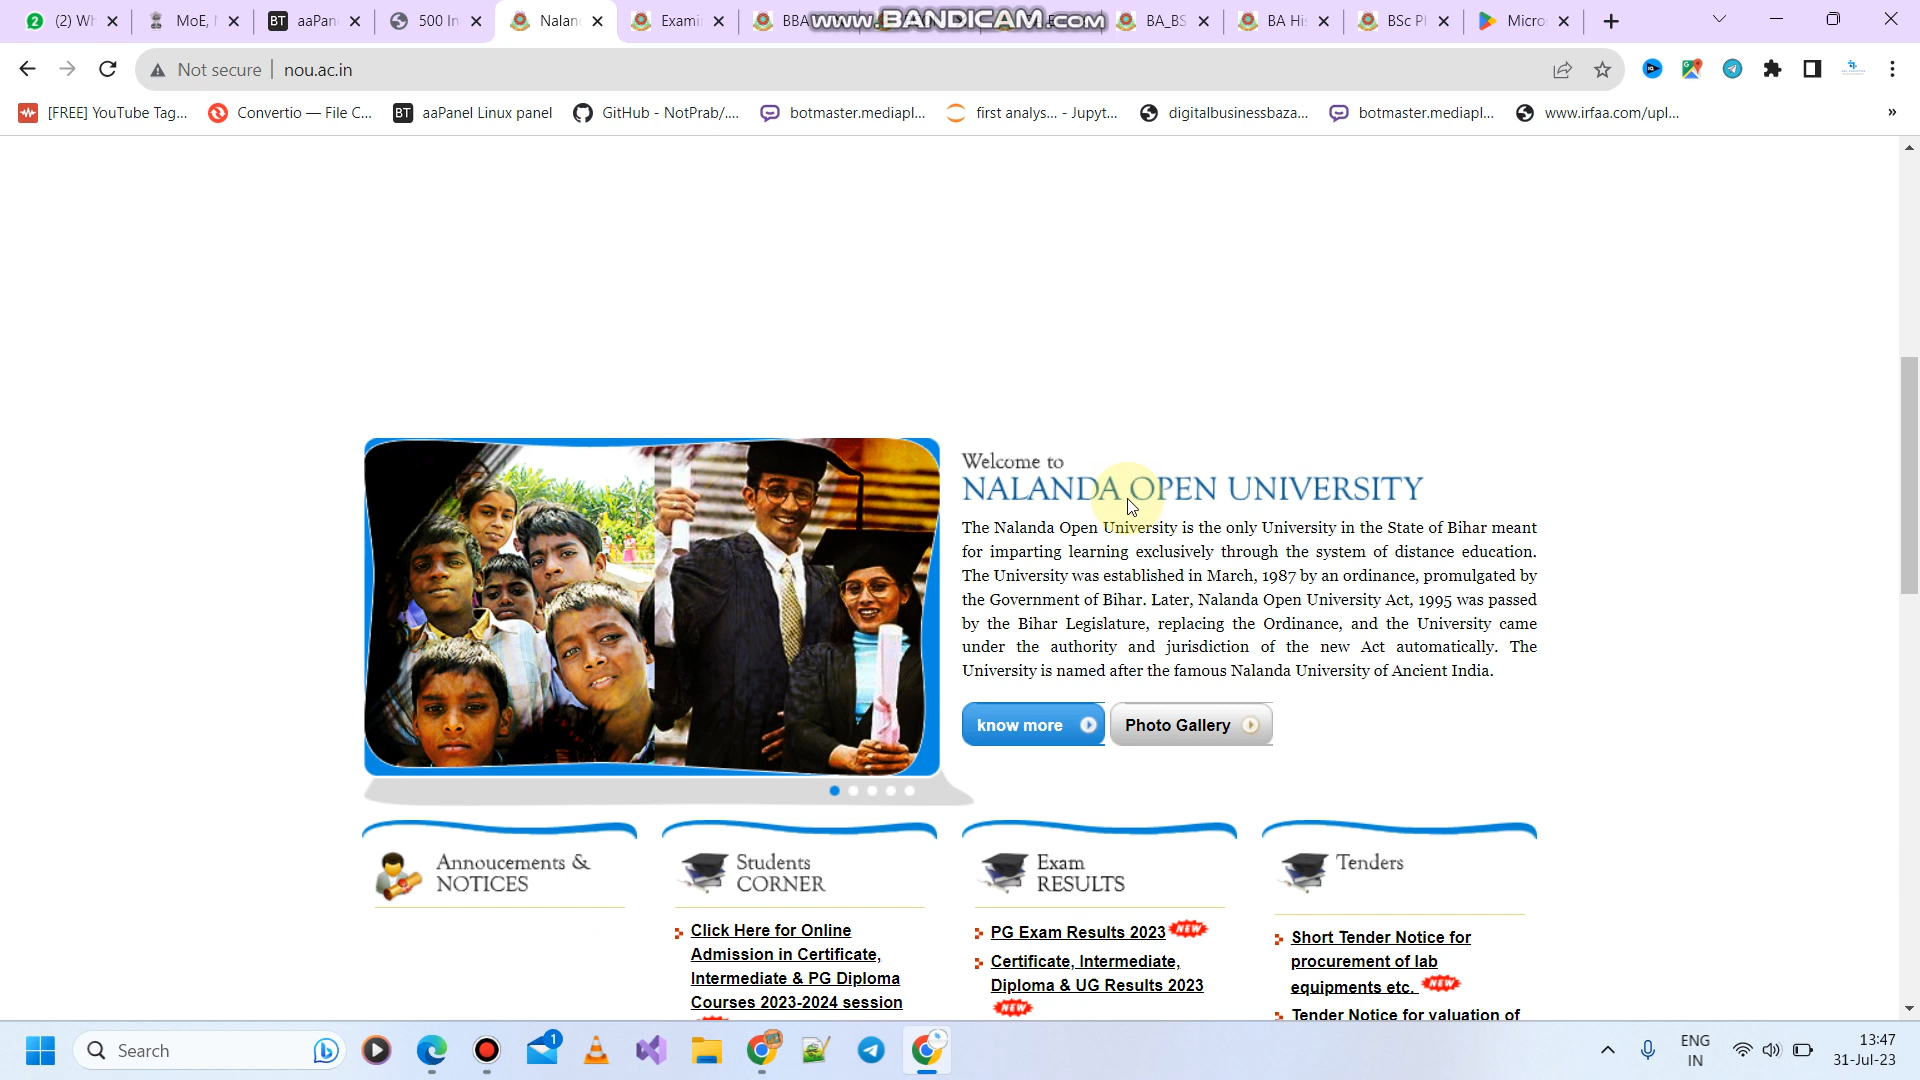 (2) Wh
MoE,
aaPan
500 In
Nalan
Exami
BBA
www.BANDICAM.com
BA_BS
BA His
BSc P
Micro
Not secure
nou.ac.in
[FREE] YouTube Tag...
Convertio — File C...
aaPanel Linux panel
GitHub - NotPrab/....
botmaster.mediapl...
first analys... - Jupyt...
digitalbusinessbaza...
botmaster.mediapl...
www.irfaa.com/upl...
»
Welcome to
NALANDA OPEN UNIVERSITY
The Nalanda Open University is the only University in the State of Bihar meant
for imparting learning exclusively through the system of distance education.
The University was established in March, 1987 by an ordinance, promulgated by
the Government of Bihar. Later, Nalanda Open University Act, 1995 was passed
by the Bihar Legislature, replacing the Ordinance, and the University came
under the authority and jurisdiction of the new Act automatically. The
University is named after the famous Nalanda University of Ancient India.
know more
Photo Gallery
Annoucements &
NOTICES
Students
CORNER
Click Here for Online
Admission in Certificate,
Intermediate & PG Diploma
Courses 2023-2024 session
Exam
RESULTS
PG Exam Results 2023 NEW
Certificate, Intermediate,
Diploma & UG Results 2023
NEW
Tenders
Short Tender Notice for
procurement of lab
equipments etc. NEW
Tender Notice for valuation of
Search
1
ENG
IN
13:47
31-Jul-23